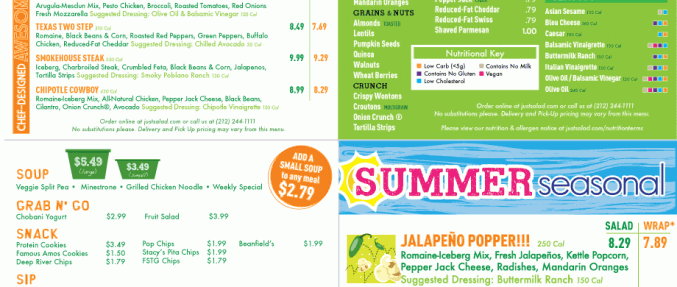 CHEF-DESIGNED AWESOM
Arugula-Mesclun Mix, Pesto Chicken, Broccoli, Roasted Tomatoes, Red Onions
Fresh Mozzarella Suggested Dressing: Olive Oil & Balsamic Vinegar 150 Cal
TEXAS TWO STEP 350 Cal 8.49 7.69
Romaine, Black Beans & Corn, Roasted Red Peppers, Green Peppers, Buffalo
Chicken, Reduced-Fat Cheddar Suggested Dressing: Chilled Avocado
SMOKEHOUSE STEAK 9.99 9.29
Iceberg, Charbroiled Steak, Crumbled Feta, Black Beans & Corn, Jalapenos,
Tortilla Strips Suggested Dressing: Smoky Poblano Ranch
CHIPOTLE COWBOY 8.99 8.29
Romaine-Iceberg Mix, All-Natural Chicken, Pepper Jack Cheese, Black Beans,
Cilantro, Onion Crunch®, Avocado Suggested Dressing: Chipotle Vinaigrette
Order online at justsalad.com or call us at (212) 244-1111
No substitutions please. Delivery and Pick Up pricing may vary from this menu.
Mandarin Oranges
GRAINS & NUTS
Almonds TOASTED
Lentils
Pumpkin Seeds
Quinoa
Walnuts
Wheat Berries
CRUNCH
Crispy Wontons
Croutons MULTIGRAIN
Onion Crunch ®
Tortilla Strips
Pepper Jack .79
Reduced-Fat Cheddar .79
Reduced-Fat Swiss .79
Shaved Parmesan 1.00
Nutritional Key
Low Carb (<5g) Contains No Milk
Contains No Gluten Vegan
Low Cholesterol
Asian Sesame
Bleu Cheese
Caesar
Balsamic Vinaigrette
Buttermilk Ranch
Italian Vinaigrette
Olive Oil / Balsamic Vinegar
Olive Oil
Order online at justsalad.com or call us at (212) 244-1111
No substitutions please. Delivery and Pick Up pricing may vary from this menu.
Please view our nutrition & allergen notice at justsalad.com/nutritionterms
SOUP
$5.49
(large)
$3.49
(small)
ADD A
SMALL SOUP
to any meal
$2.79
Veggie Split Pea • Minestrone • Grilled Chicken Noodle • Weekly Special
GRAB N' GO
Chobani Yogurt $2.99 Fruit Salad $3.99
SNACK
Protein Cookies $3.49 Pop Chips $1.99 Beanfield's $1.99
Famous Amos Cookies $1.50 Stacy's Pita Chips $1.99
Deep River Chips $1.79 FSTG Chips $1.79
SIP
SUMMER seasonal
SALAD WRAP*
JALAPEÑO POPPER!!! 250 Cal 8.29 7.89
Romaine-Iceberg Mix, Fresh Jalapeños, Kettle Popcorn,
Pepper Jack Cheese, Radishes, Mandarin Oranges
Suggested Dressing: Buttermilk Ranch 150 Cal